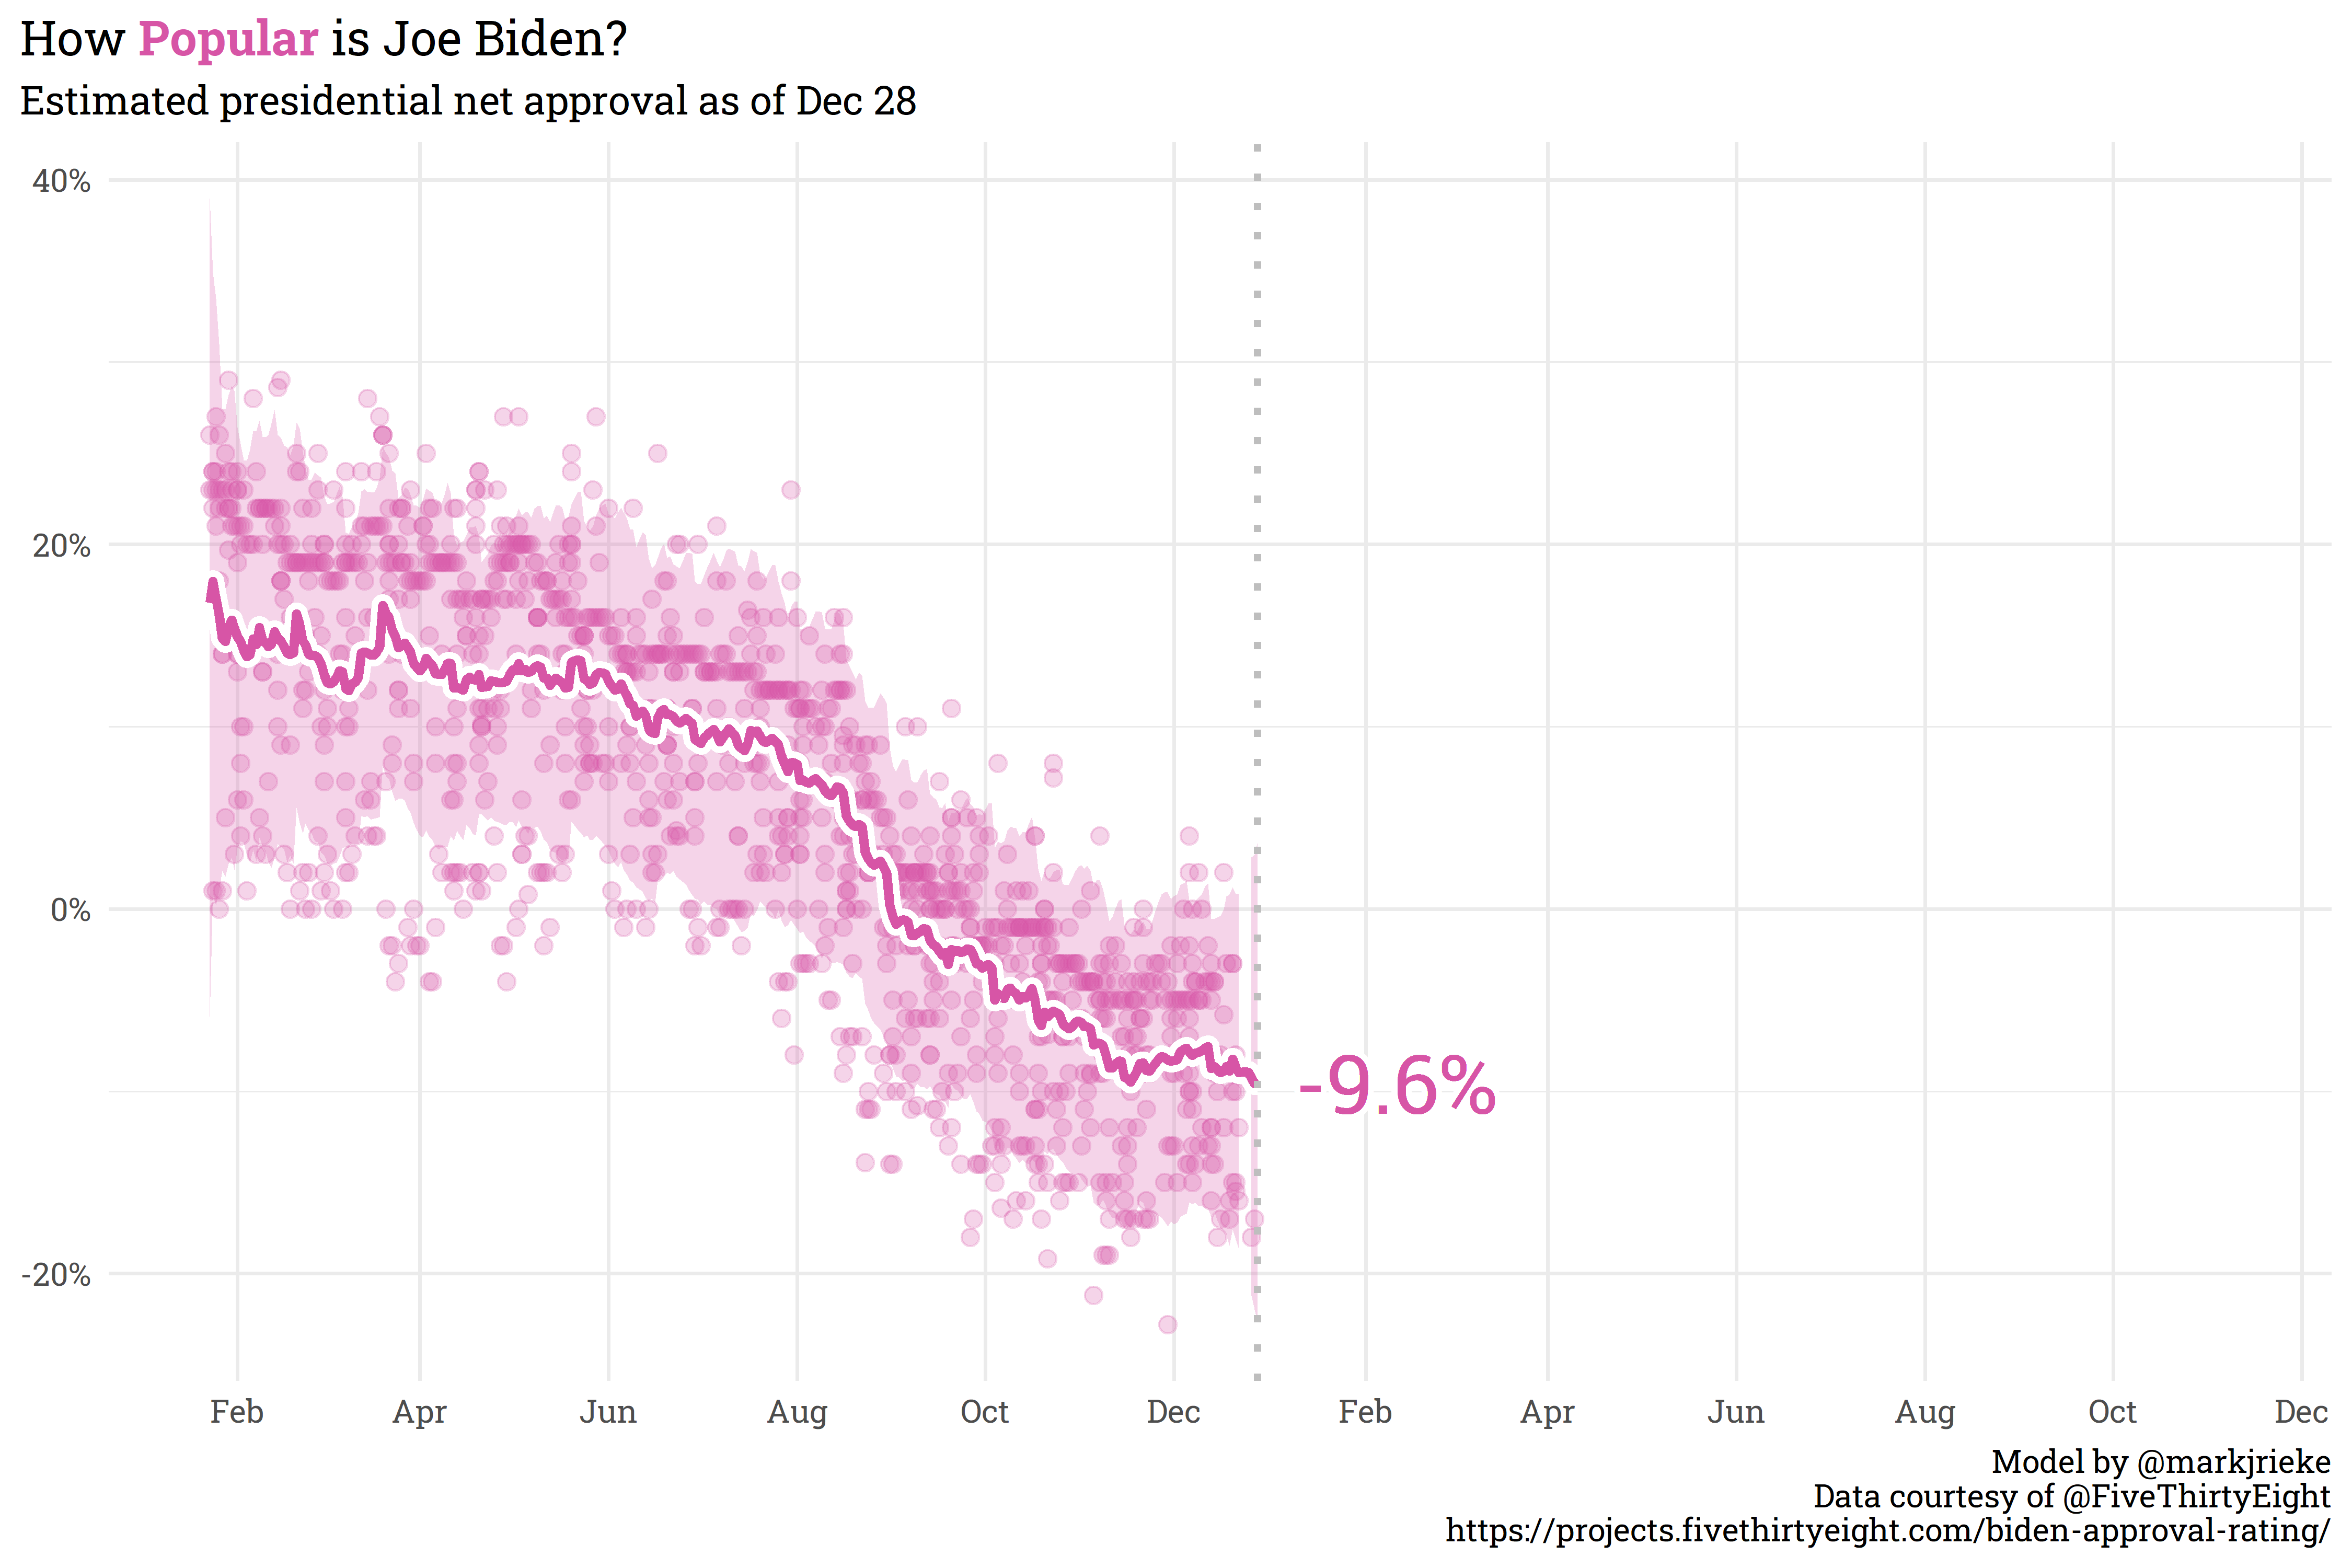 How Popular is Joe Biden?
Estimated presidential net approval as of Dec 28
40%
20%
0%
-20%
-9.6%
Feb Apr Jun Aug Oct Dec Feb Apr Jun Aug Oct Dec
Model by @markjrieke
Data courtesy of @FiveThirtyEight
https://projects.fivethirtyeight.com/biden-approval-rating/